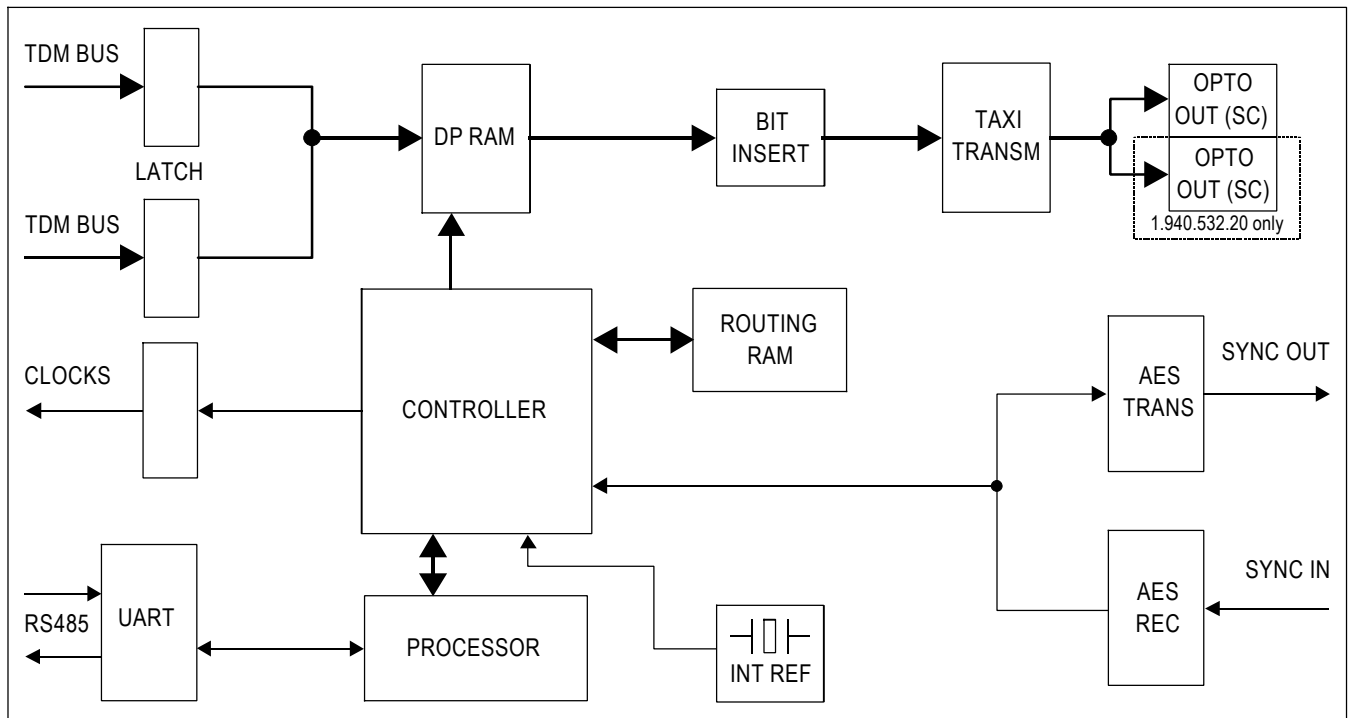 TDM BUS
LATCH
TDM BUS
DP RAM
BIT
INSERT
TAXI
TRANSM
OPTO
OUT (SC)
OPTO
OUT (SC)
1.940.532.20 only
CLOCKS
CONTROLLER
ROUTING
RAM
AES
TRANS
SYNC OUT
RS485
UART
PROCESSOR
INT REF
AES
REC
SYNC IN